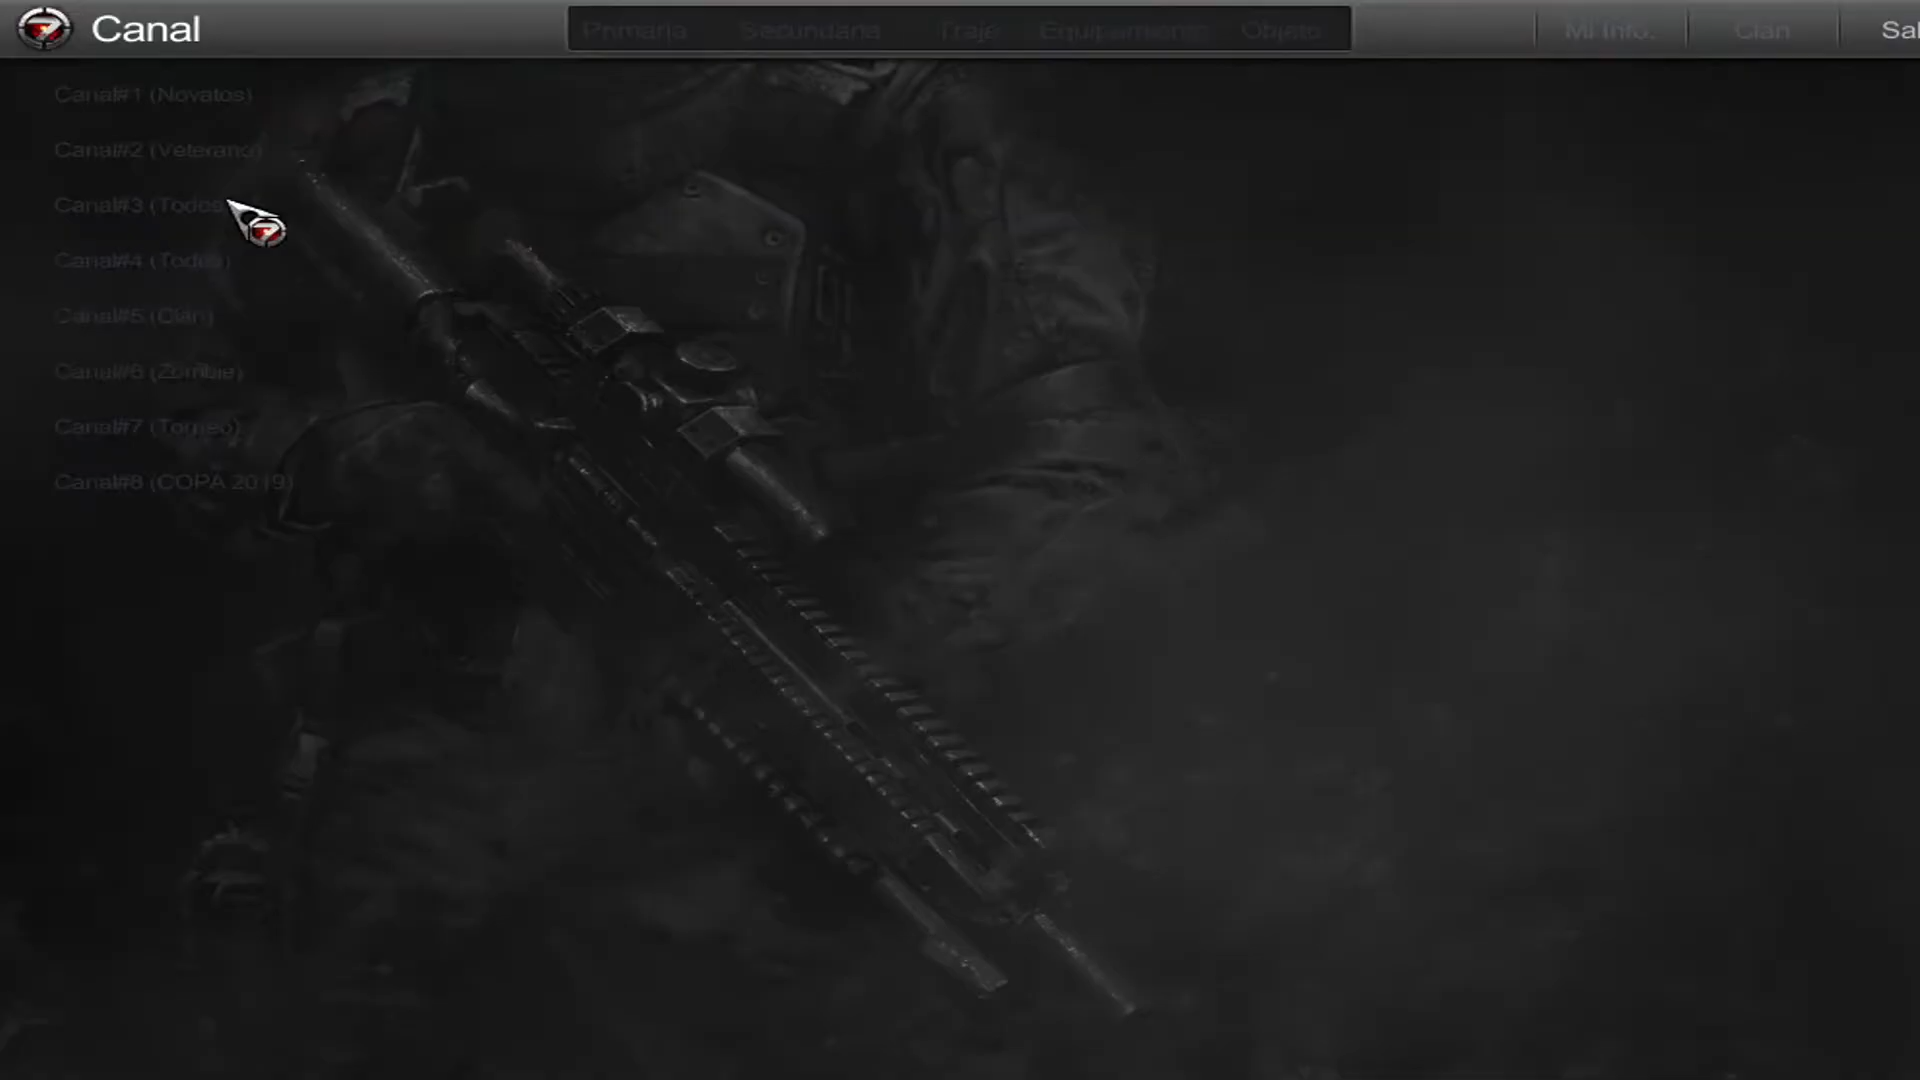 Canal
Primaria Secundaria Traje Equipamiento Objeto
Mi Info. Clan Sal
Canal#1 (Novatos)
Canal#2 (Veterano)
Canal#3 (Todos
Canal#4 (Todos)
Canal#5 (Clan)
Canal#6 (Zombie)
Canal#7 (Torneo)
Canal#8 (COPA 2019)